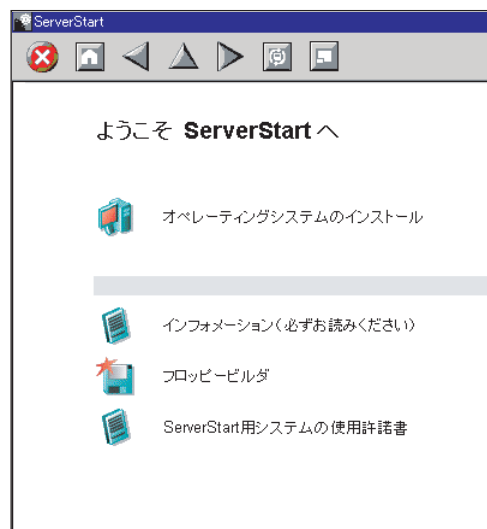 ServerStart
ようこそ ServerStart へ
オペレーティングシステムのインストール
インフォメーション(必ずお読みください)
フロッピービルダ
ServerStart用システムの使用許諾書